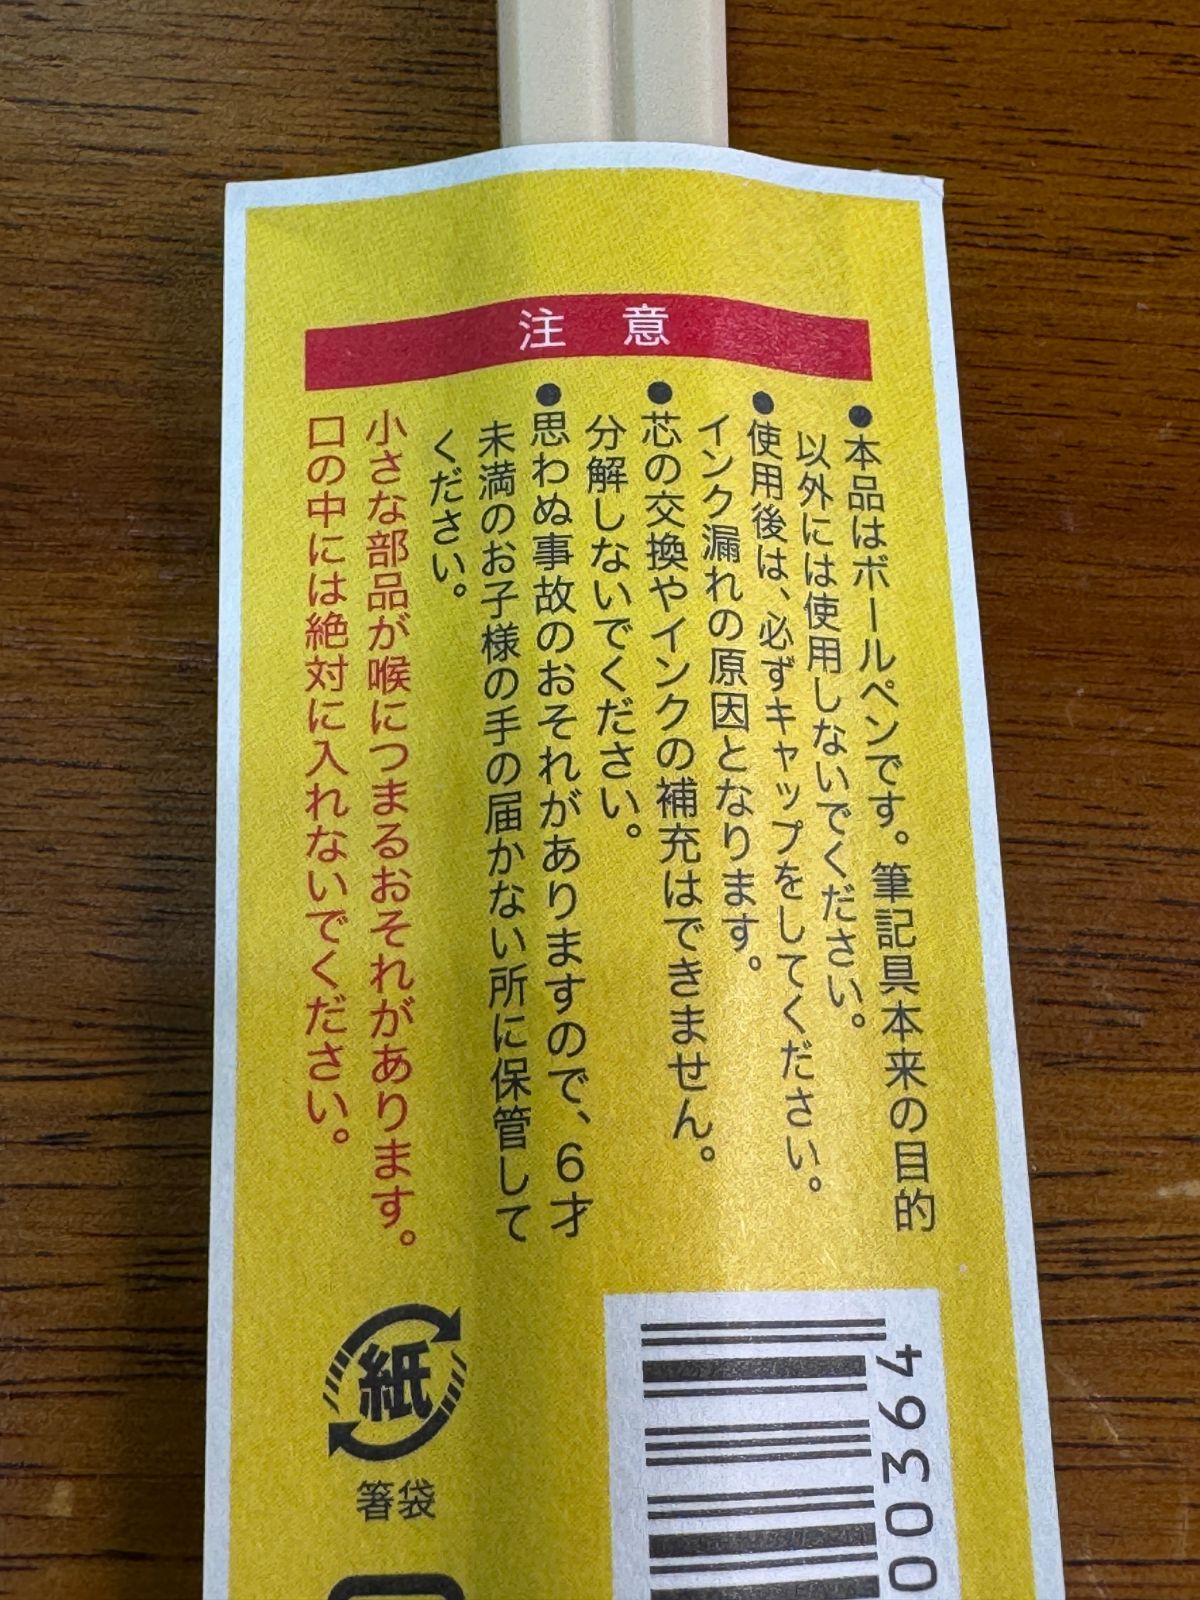 注意
●本品はボールペンです。筆記具本来の目的
以外には使用しないでください。
●使用後は、必ずキャップをしてください。
インク漏れの原因となります。
●芯の交換やインクの補充はできません。
分解しないでください。
●思わぬ事故のおそれがありますので、6才
未満のお子様の手の届かない所に保管して
ください。
小さな部品が喉につまるおそれがあります。
口の中には絶対に入れないでください。
紙
箸袋
00364